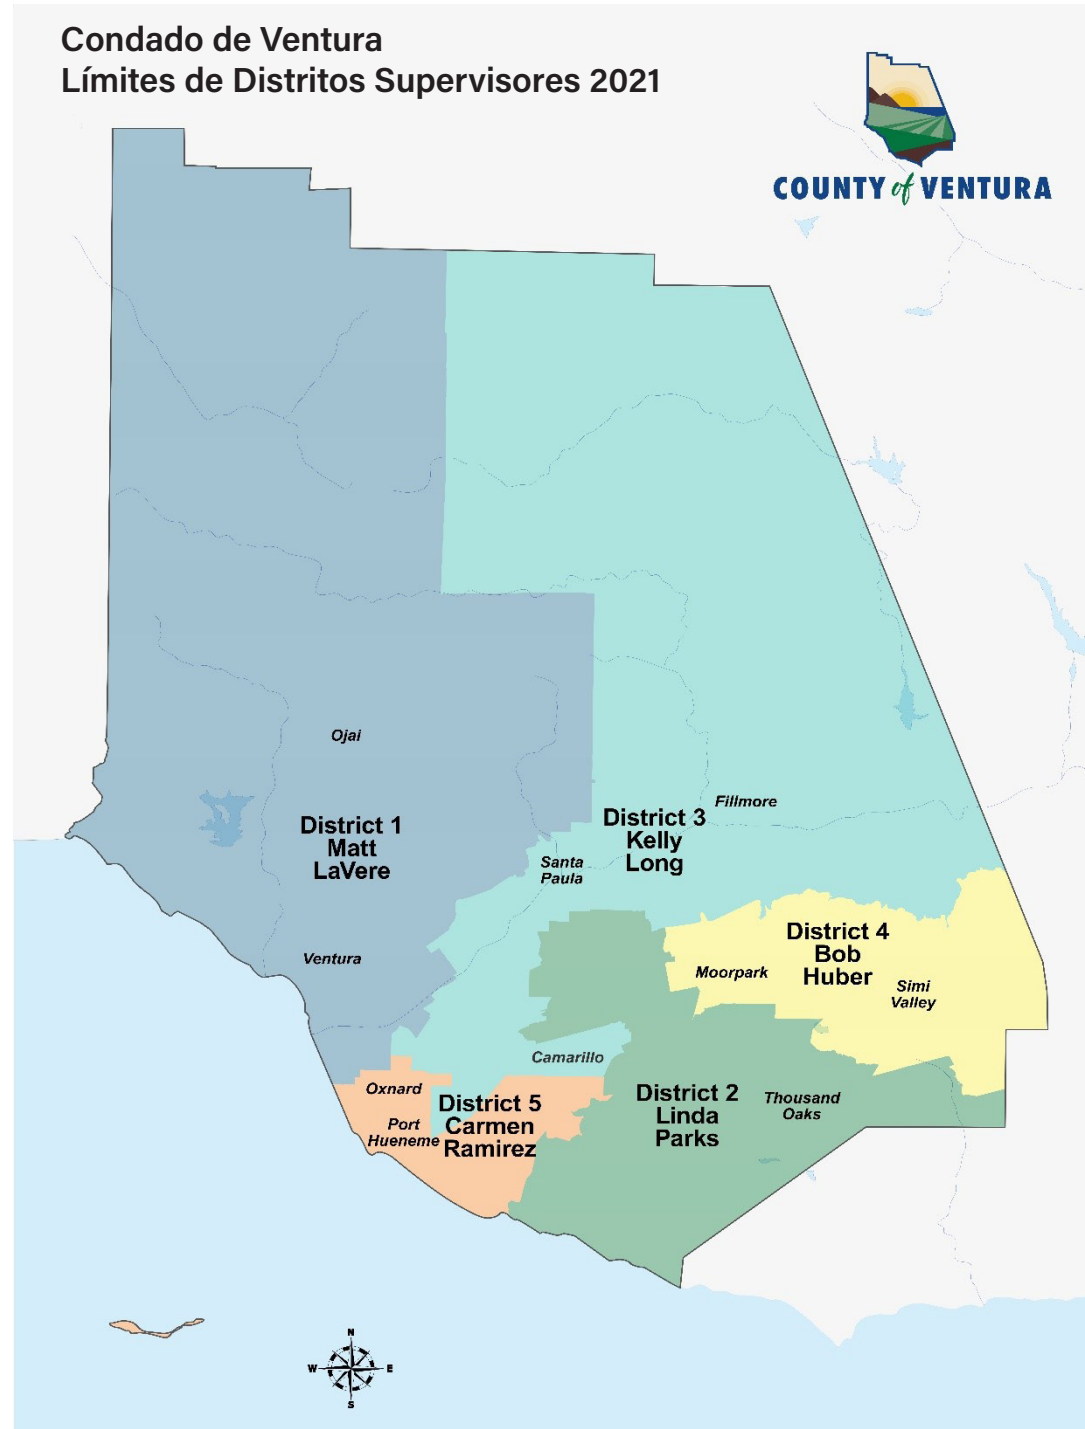 Condado de Ventura
Límites de Distritos Supervisores 2021
COUNTY of VENTURA
Ojai
District 1
Matt
LaVere
Ventura
District 3
Kelly
Long
Fillmore
Santa
Paula
District 4
Bob
Huber
Moorpark
Simi
Valley
Camarillo
Oxnard
Port
Hueneme
District 5
Carmen
Ramirez
District 2
Linda
Parks
Thousand
Oaks
N
W
E
S